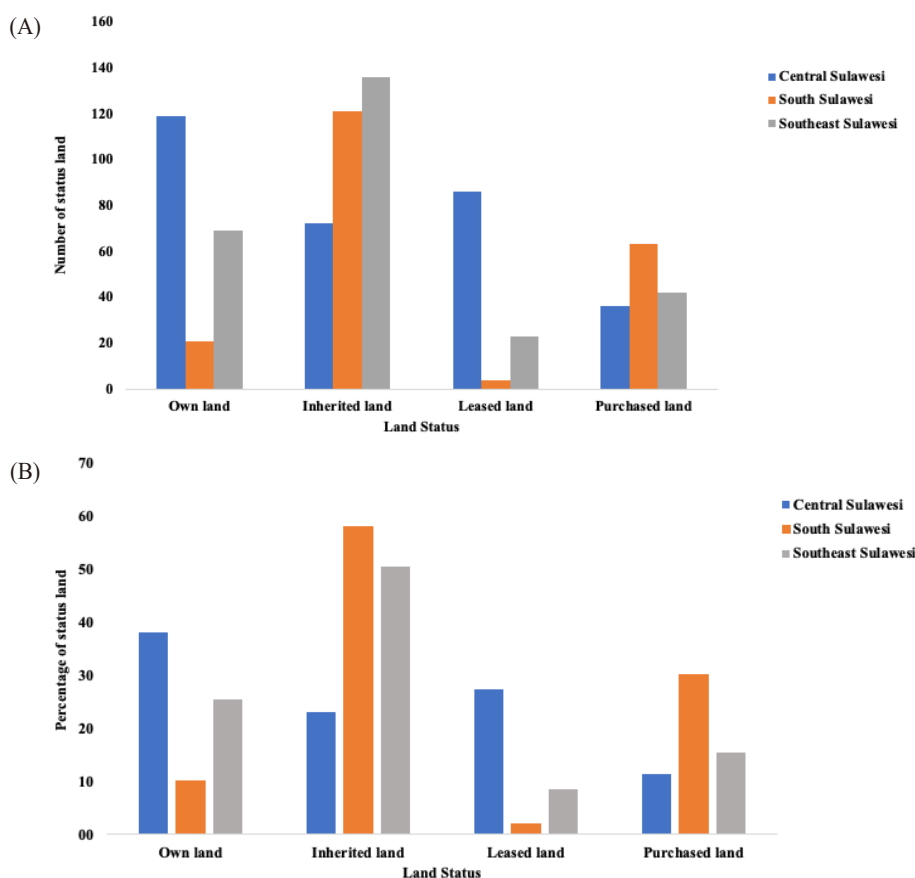 (A)
160
140
120
100
80
60
40
20
0
Number of status land
Central Sulawesi
South Sulawesi
Southeast Sulawesi
Own land Inherited land Leased land Purchased land
Land Status
(B)
70
60
50
40
30
20
10
00
Percentage of status land
Central Sulawesi
South Sulawesi
Southeast Sulawesi
Own land Inherited land Leased land Purchased land
Land Status